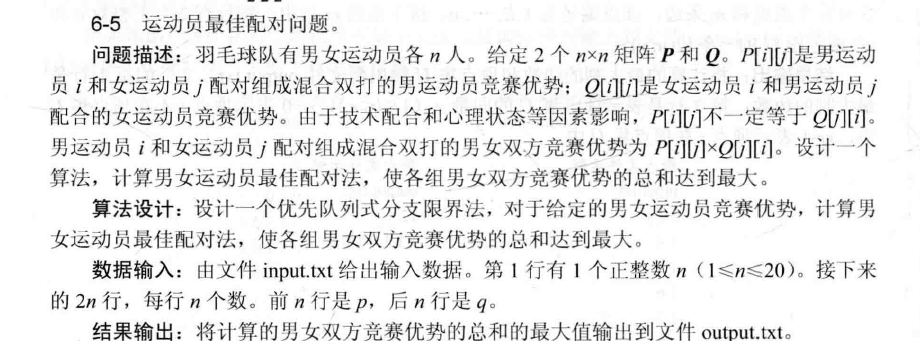 6-5 运动员最佳配对问题。
问题描述：羽毛球队有男女运动员各 n 人。给定 2 个 n×n 矩阵 P 和 Q。P[i][j]是男运动
员 i 和女运动员 j 配对组成混合双打的男运动员竞赛优势；Q[i][j]是女运动员 i 和男运动员 j
配合的女运动员竞赛优势。由于技术配合和心理状态等因素影响，P[i][j]不一定等于 Q[j][i]。
男运动员 i 和女运动员 j 配对组成混合双打的男女双方竞赛优势为 P[i][j]×Q[j][i]。设计一个
算法，计算男女运动员最佳配对法，使各组男女双方竞赛优势的总和达到最大。
算法设计：设计一个优先队列式分支限界法，对于给定的男女运动员竞赛优势，计算男
女运动员最佳配对法，使各组男女双方竞赛优势的总和达到最大。
数据输入：由文件 input.txt 给出输入数据。第 1 行有 1 个正整数 n（1≤n≤20）。接下来
的 2n 行，每行 n 个数。前 n 行是 p，后 n 行是 q。
结果输出：将计算的男女双方竞赛优势的总和的最大值输出到文件 output.txt。